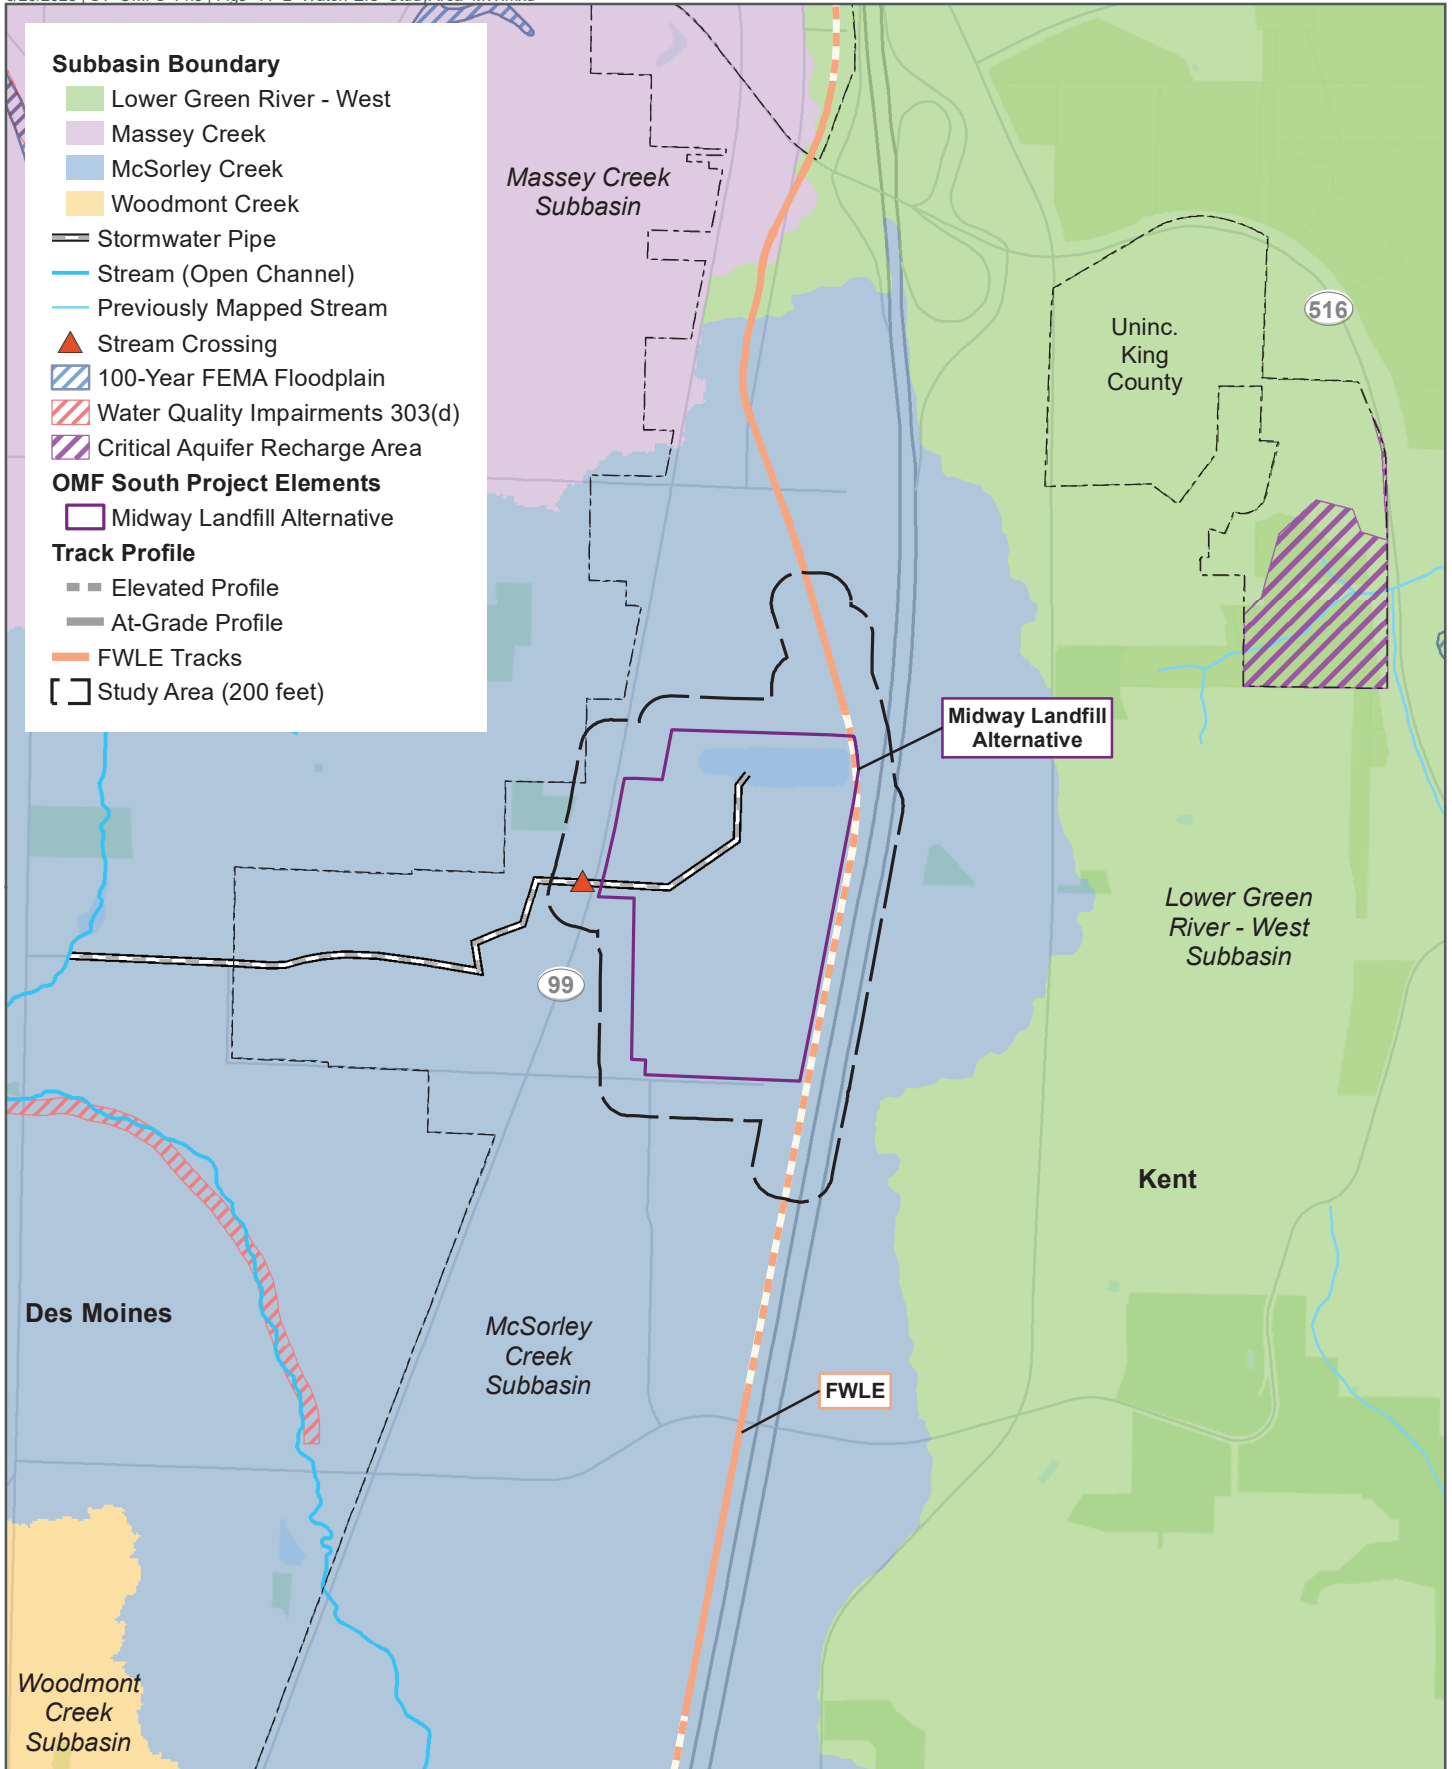 Subbasin Boundary
Lower Green River - West
Massey Creek
McSorley Creek
Woodmont Creek
Stormwater Pipe
Stream (Open Channel)
Previously Mapped Stream
Stream Crossing
100-Year FEMA Floodplain
Water Quality Impairments 303(d)
Critical Aquifer Recharge Area
OMF South Project Elements
Midway Landfill Alternative
Track Profile
Elevated Profile
At-Grade Profile
FWLE Tracks
Study Area (200 feet)
Massey Creek
Subbasin
Uninc.
King
County
516
Midway Landfill
Alternative
Lower Green
River - West
Subbasin
99
Kent
Des Moines
McSorley
Creek
Subbasin
FWLE
Woodmont
Creek
Subbasin